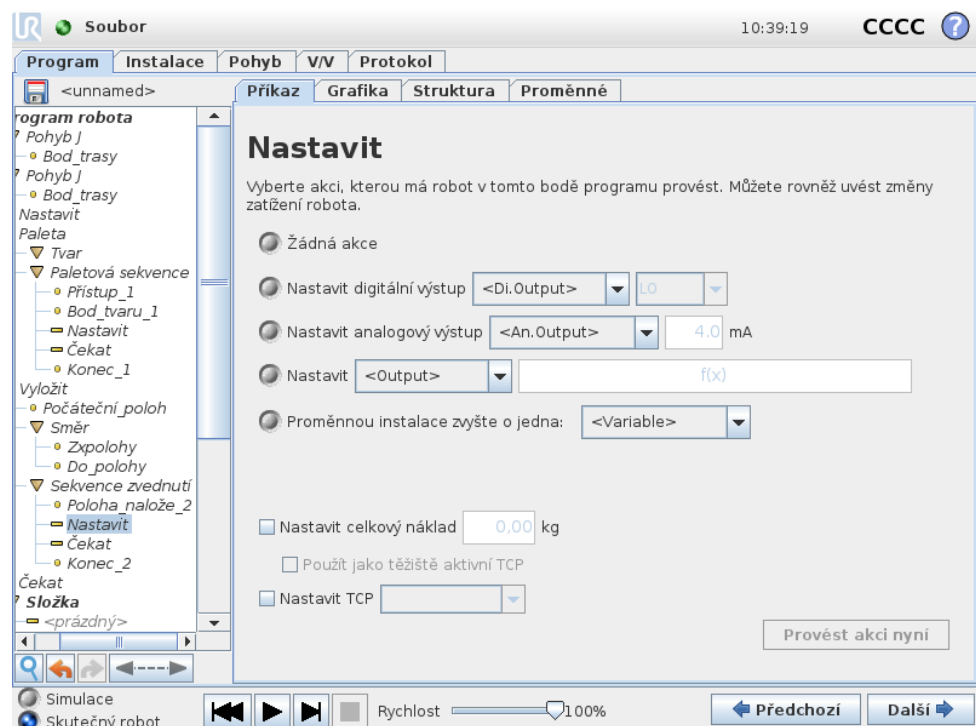 UR Soubor 10:39:19 CCCC ?
Program Instalace Pohyb V/V Protokol
<unnamed> Příkaz Grafika Struktura Proměnné
rogram robota
Pohyb J
Bod_trasy
Pohyb J
Bod_trasy
Nastavit
Paleta
Tvar
Paletová sekvence
Přístup_1
Bod_tvaru_1
Nastavit
Čekat
Konec_1
Vyložit
Počáteční_poloh
Směr
Zxpolohy
Do_polohy
Sekvence zvednutí
Poloha_nalože_2
Nastavit
Čekat
Konec_2
Čekat
Složka
<prázdný>
Nastavit
Vyberte akci, kterou má robot v tomto bodě programu provést. Můžete rovněž uvést změny
zatížení robota.
Žádná akce
Nastavit digitální výstup <Di.Output> LO
Nastavit analogový výstup <An.Output> 4.0 mA
Nastavit <Output> f(x)
Proměnnou instalace zvyšte o jedna: <Variable>
Nastavit celkový náklad 0,00 kg
Použít jako těžiště aktivní TCP
Nastavit TCP
Provést akci nyní
Simulace
Skutečný robot
Rychlost 100%
Předchozí Další